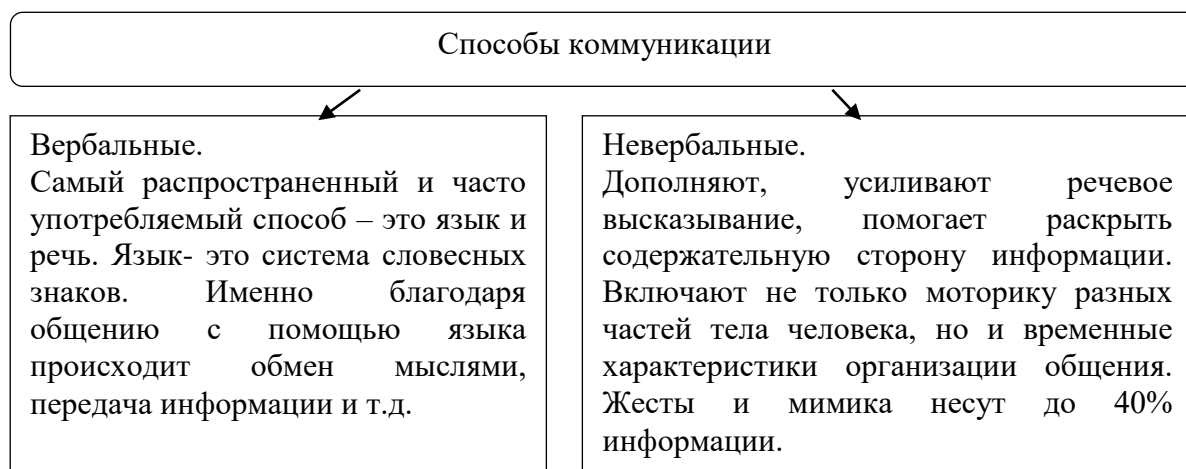 Способы коммуникации
Вербальные.
Самый распространенный и часто
употребляемый способ – это язык и
речь. Язык- это система словесных
знаков. Именно благодаря
общению с помощью языка
происходит обмен мыслями,
передача информации и т.д.
Невербальные.
Дополняют, усиливают речевое
высказывание, помогает раскрыть
содержательную сторону информации.
Включают не только моторику разных
частей тела человека, но и временные
характеристики организации общения.
Жесты и мимика несут до 40%
информации.